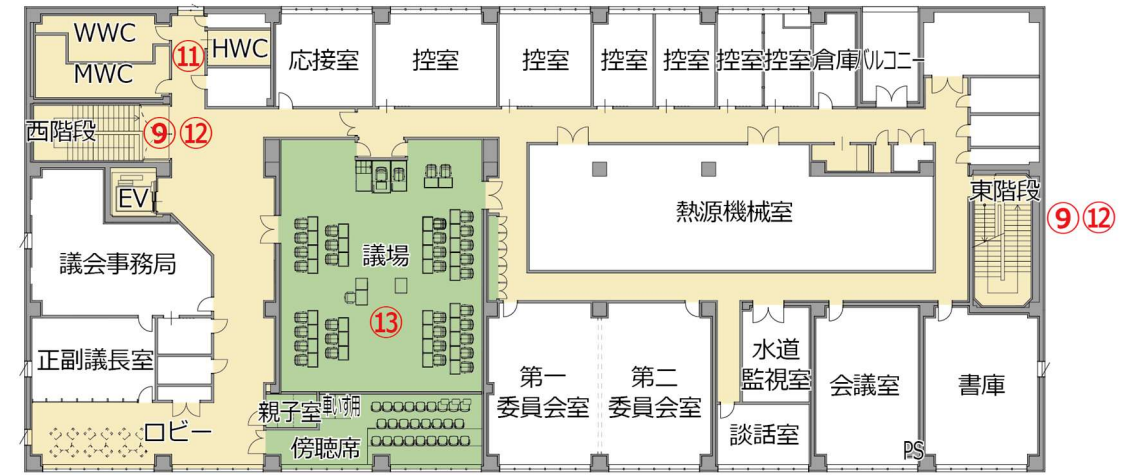 WWC
MWC
⑪
HWC
応接室
控室
控室
控室
控室
控室
控室
倉庫
バルコニー
西階段
⑨⑫
EV
議会事務局
議場
⑬
熱源機械室
東階段
⑨⑫
正副議長室
ロビー
親子室
車いす用
傍聴席
第一
委員会室
第二
委員会室
水道
監視室
談話室
会議室
書庫
PS